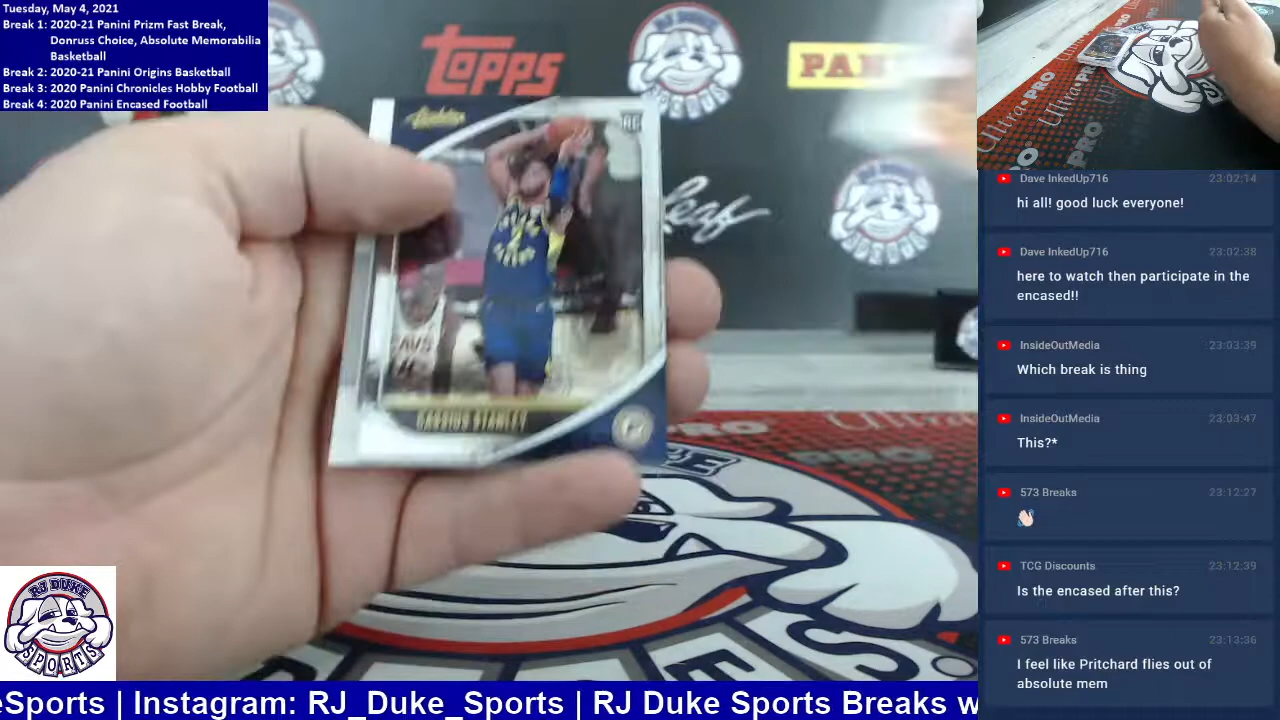 Tuesday, May 4, 2021
Break 1: 2020-21 Panini Prizm Fast Break,
Donruss Choice, Absolute Memorabilia
Basketball
Break 2: 2020-21 Panini Origins Basketball
Break 3: 2020 Panini Chronicles Hobby Football
Break 4: 2020 Panini Encased Football
TOPPS
PANINI
Leaf
Absolute
RC
CAVS
CASSIUS STANLEY
Ultra PRO
PRO
RJ DUKE
SPORTS
Dave InkedUp716 23:02:14
hi all! good luck everyone!
Dave InkedUp716 23:02:38
here to watch then participate in the
encased!!
InsideOutMedia 23:03:39
Which break is thing
InsideOutMedia 23:03:47
This?*
573 Breaks 23:12:27
👋🏻
TCG Discounts 23:12:39
Is the encased after this?
573 Breaks 23:13:36
I feel like Pritchard flies out of
absolute mem
eSports | Instagram: RJ_Duke_Sports | RJ Duke Sports Breaks w